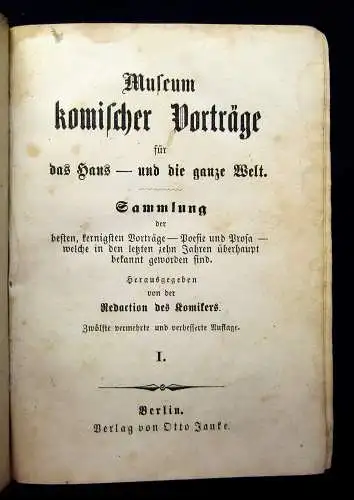 Museum
komischer Vorträge
für
das Haus — und die ganze Welt.
Sammlung
der
besten, kernigsten Vorträge — Poesie und Prosa —
welche in den letzten zehn Jahren überhaupt
bekannt geworden sind.
Herausgegeben
von der
Redaction des Komikers.
Zwölfte vermehrte und verbesserte Auflage.
I.
Berlin.
Verlag von Otto Janke.